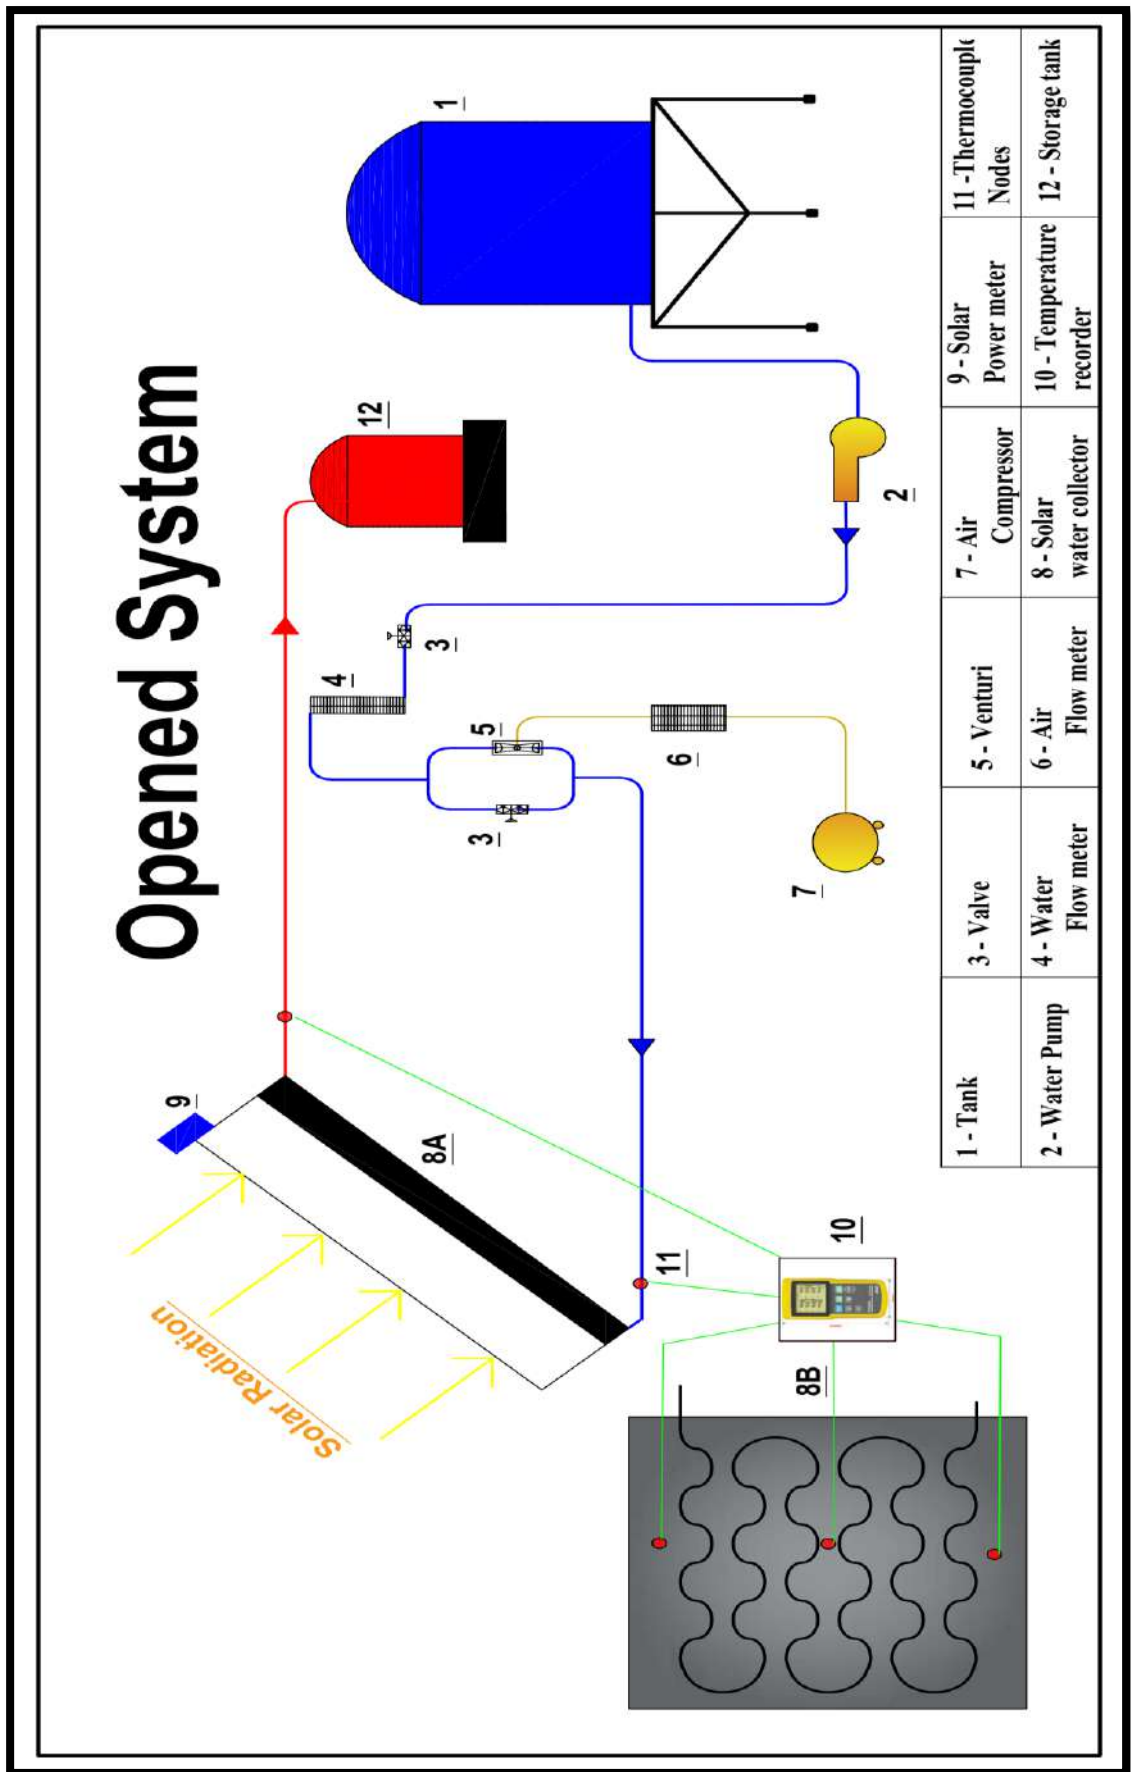 Opened System
Solar Radiation
9
8A
12
1
4
3
5
3
6
2
7
11
10
8B
1 - Tank
3 - Valve
5 - Venturi
7 - Air
Compressor
9 - Solar
Power meter
11 -Thermocouple
Nodes
2 - Water Pump
4 - Water
Flow meter
6 - Air
Flow meter
8 - Solar
water collector
10 - Temperature
recorder
12 - Storage tank